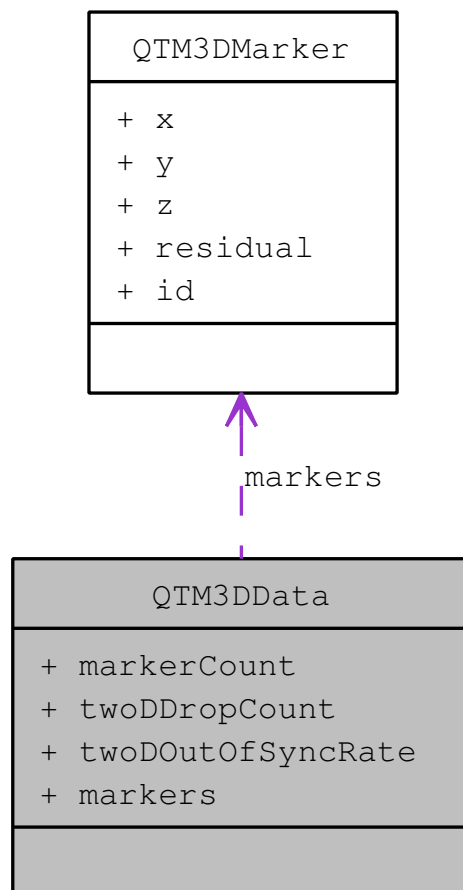 QTM3DMarker
+ x
+ y
+ z
+ residual
+ id
markers
QTM3DData
+ markerCount
+ twoDDropCount
+ twoDOutOfSyncRate
+ markers